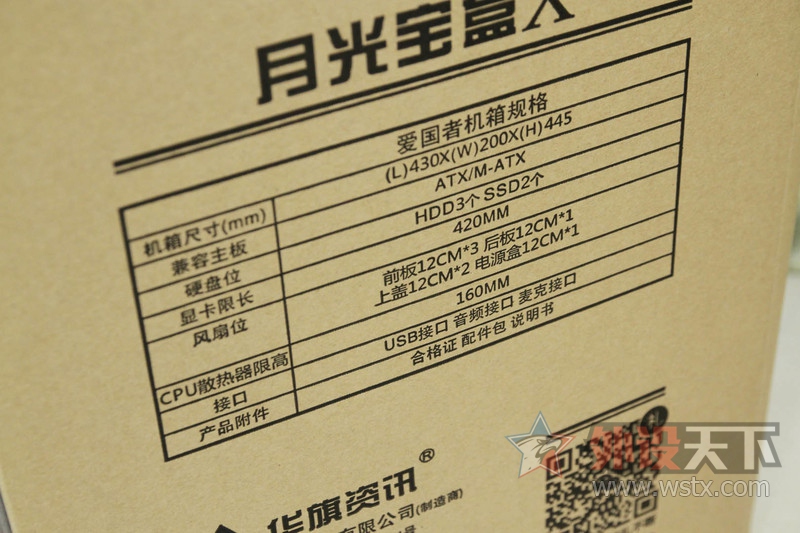 月光宝盒X
爱国者机箱规格
机箱尺寸(mm) (L)430X(W)200X(H)445
兼容主板 ATX/M-ATX
硬盘位 HDD3个 SSD2个
显卡限长 420MM
风扇位 前板12CM*3 后板12CM*1
上盖12CM*2 电源盒12CM*1
CPU散热器限高 160MM
接口 USB接口 音频接口 麦克接口
产品附件 合格证 配件包 说明书
华旗资讯®
有限公司(制造商)
号
外设天下
www.wstx.com